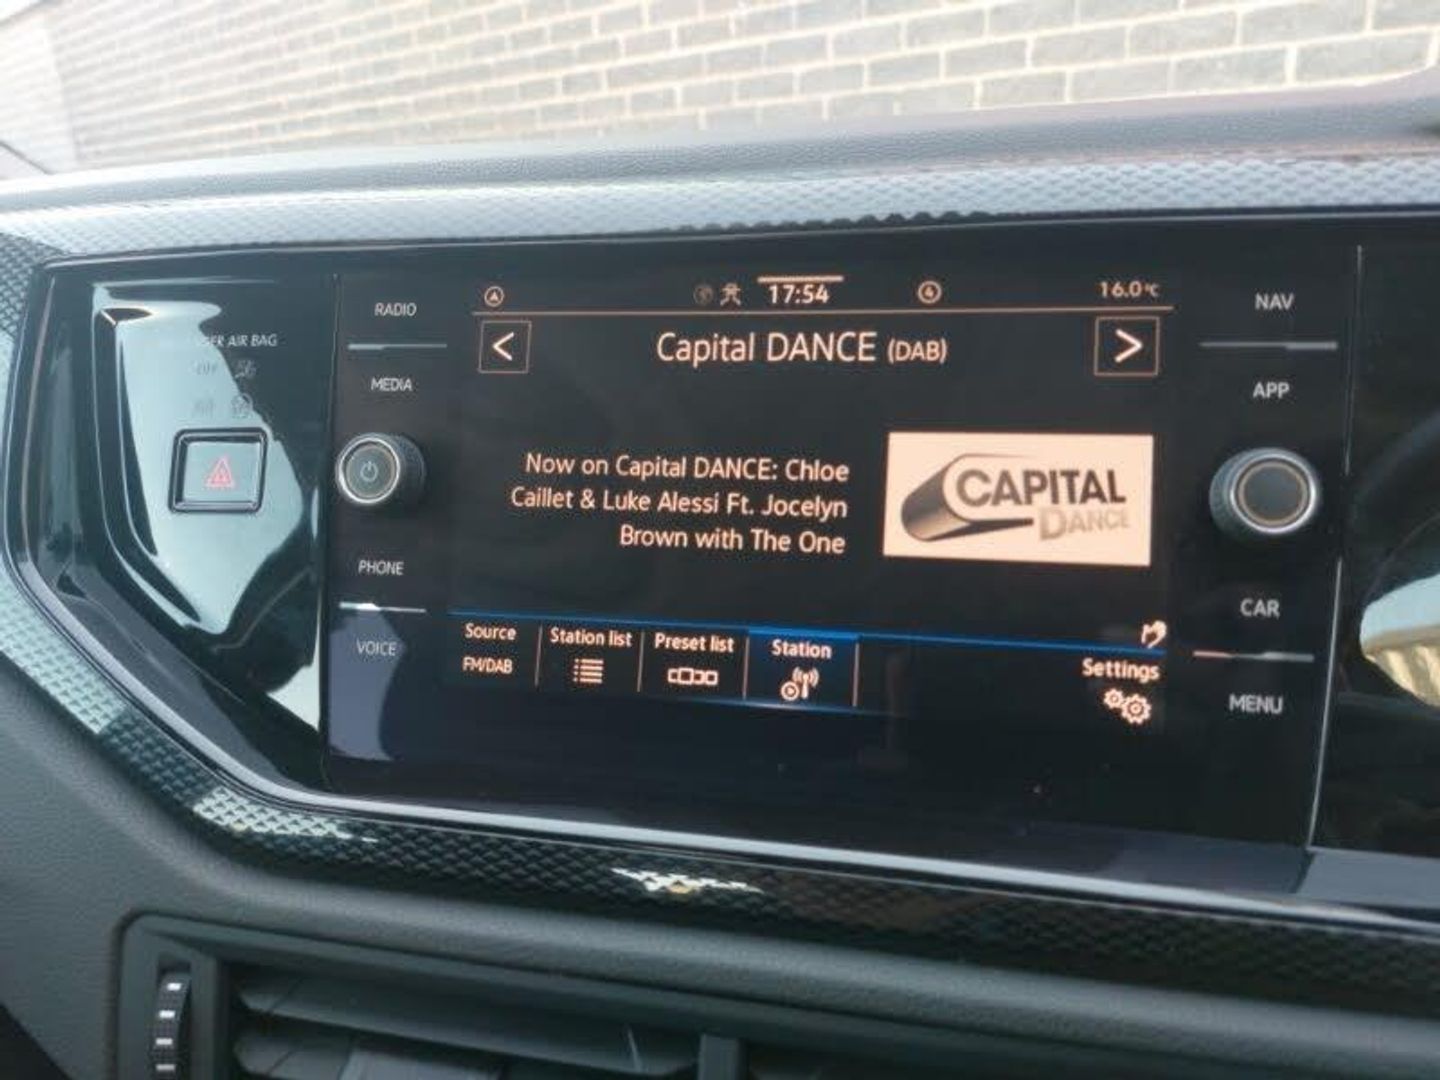 RADIO
MEDIA
PHONE
VOICE
AIR BAG
17:54
4
16.0°C
< Capital DANCE (DAB) >
Now on Capital DANCE: Chloe
Caillet & Luke Alessi Ft. Jocelyn
Brown with The One
CAPITAL
DANCE
Source
FM/DAB
Station list
Preset list
Station
Settings
NAV
APP
CAR
MENU